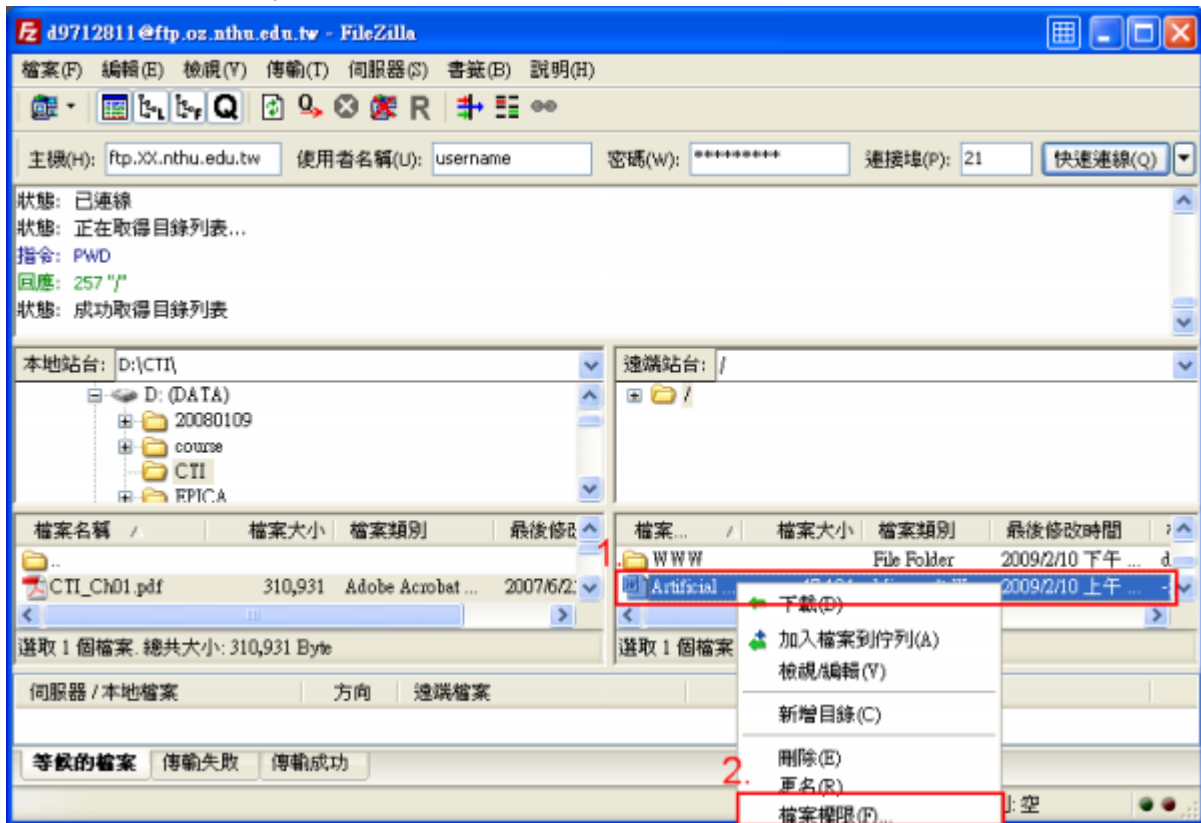 d9712811@ftp.oz.nthu.edu.tw - FileZilla
檔案(F) 編輯(E) 檢視(V) 傳輸(T) 伺服器(S) 書籤(B) 說明(H)
主機(H): ftp.XX.nthu.edu.tw 使用者名稱(U): username 密碼(W): ********* 連接埠(P): 21 快速連線(Q)
狀態: 已連線
狀態: 正在取得目錄列表...
指令: PWD
回應: 257 "/"
狀態: 成功取得目錄列表
本地站台: D:\CTI\ 遠端站台: /
D: (DATA) /
20080109
course
CTI
EPICA
檔案名稱 / 檔案大小 檔案類別 最後修改 檔案... / 檔案大小 檔案類別 最後修改時間
.. 1. WWW File Folder 2009/2/10 下午 ... d
CTI_Ch01.pdf 310,931 Adobe Acrobat ... 2007/6/2 Artificial ... 2009/2/10 上午 ...
下載(D)
選取 1 個檔案. 總共大小: 310,931 Byte 選取 1 個檔案
加入檔案到佇列(A)
檢視/編輯(V)
伺服器 / 本地檔案 方向 遠端檔案
新增目錄(C)
等候的檔案 傳輸失敗 傳輸成功
刪除(E)
2. 更名(R)
檔案權限(F)... 空